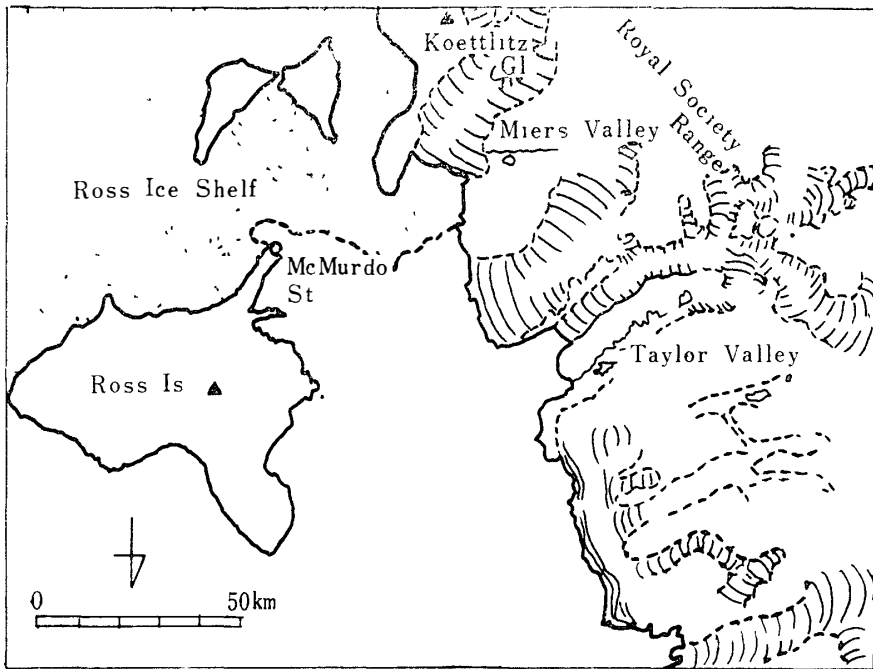 Koettlitz
Gl
Royal Society
Range
Miers Valley
Ross Ice Shelf
McMurdo
St
Taylor Valley
Ross Is
0 50km